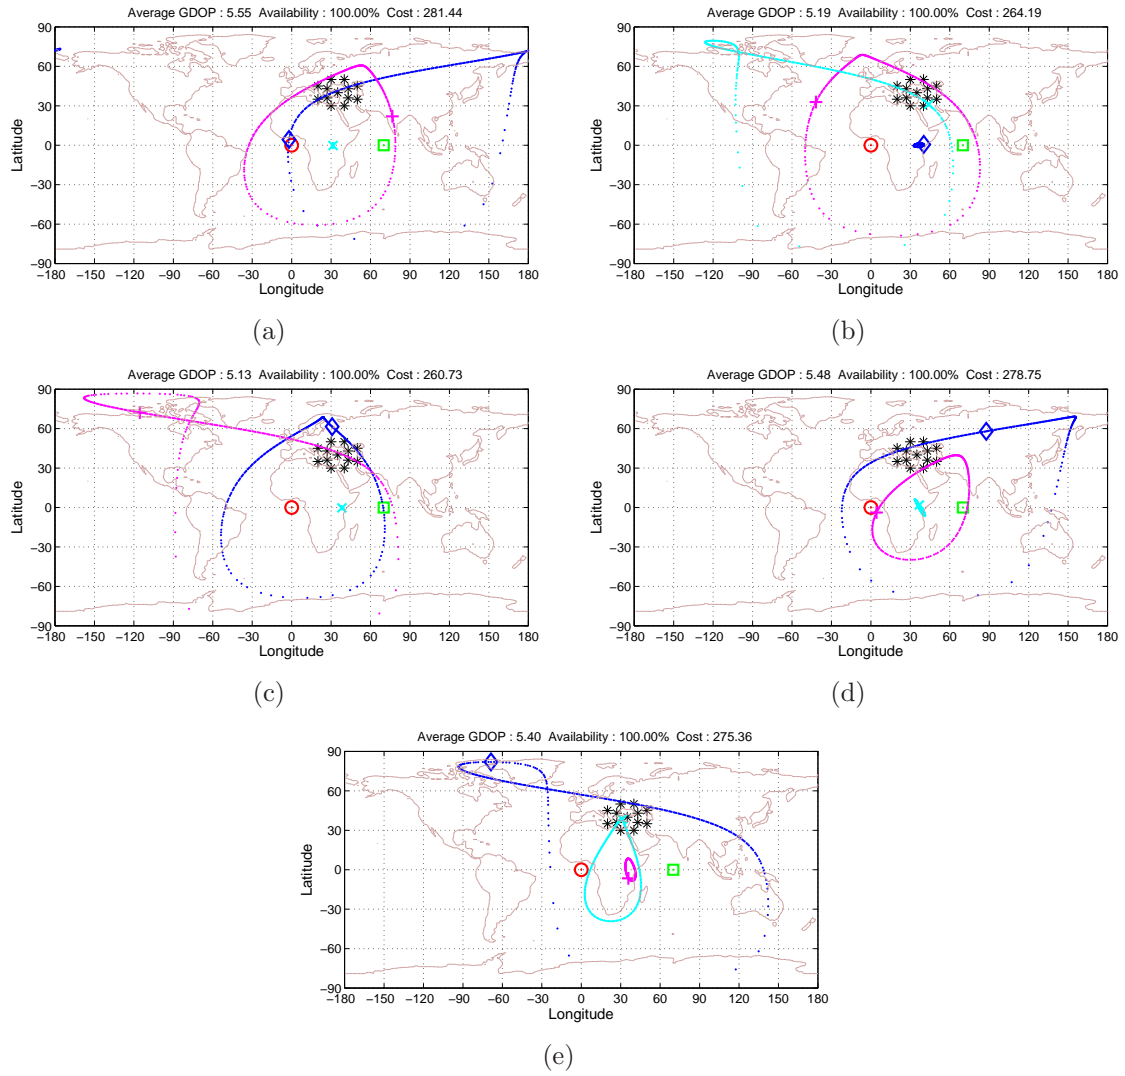 Average GDOP : 5.55 Availability : 100.00% Cost : 281.44
90
60
30
0
−30
−60
−90
Latitude
−180 −150 −120 −90 −60 −30 0 30 60 90 120 150 180
Longitude
(a)
Average GDOP : 5.19 Availability : 100.00% Cost : 264.19
90
60
30
0
−30
−60
−90
Latitude
−180 −150 −120 −90 −60 −30 0 30 60 90 120 150 180
Longitude
(b)
Average GDOP : 5.13 Availability : 100.00% Cost : 260.73
90
60
30
0
−30
−60
−90
Latitude
−180 −150 −120 −90 −60 −30 0 30 60 90 120 150 180
Longitude
(c)
Average GDOP : 5.48 Availability : 100.00% Cost : 278.75
90
60
30
0
−30
−60
−90
Latitude
−180 −150 −120 −90 −60 −30 0 30 60 90 120 150 180
Longitude
(d)
Average GDOP : 5.40 Availability : 100.00% Cost : 275.36
90
60
30
0
−30
−60
−90
Latitude
−180 −150 −120 −90 −60 −30 0 30 60 90 120 150 180
Longitude
(e)